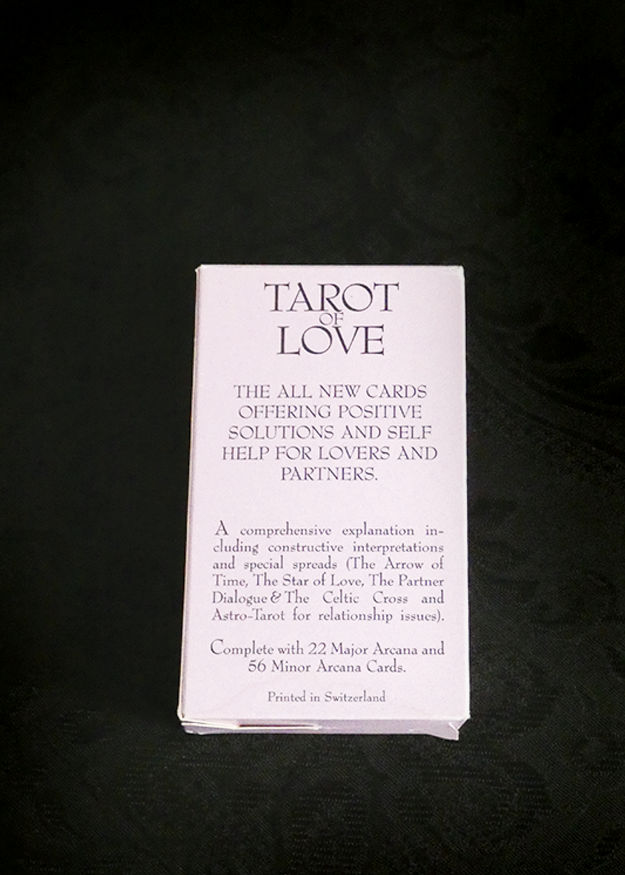 TAROT
OF
LOVE
THE ALL NEW CARDS
OFFERING POSITIVE
SOLUTIONS AND SELF
HELP FOR LOVERS AND
PARTNERS.
A comprehensive explanation in-
cluding constructive interpretations
and special spreads (The Arrow of
Time, The Star of Love, The Partner
Dialogue & The Celtic Cross and
Astro-Tarot for relationship issues).
Complete with 22 Major Arcana and
56 Minor Arcana Cards.
Printed in Switzerland